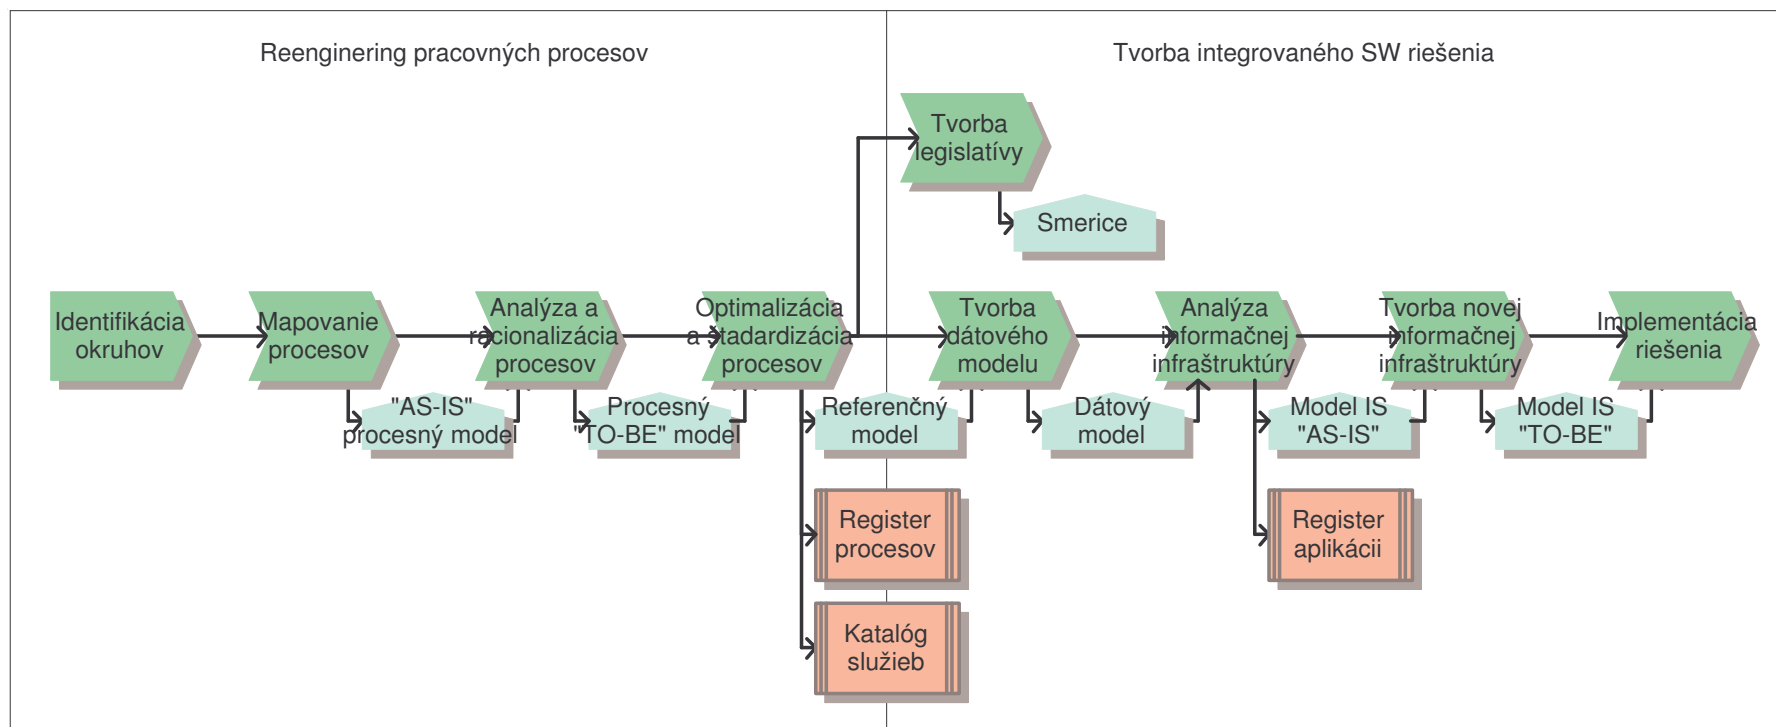 Reenginering pracovných procesov
Tvorba integrovaného SW riešenia
Tvorba
legislatívy
Smerice
Identifikácia
okruhov
Mapovanie
procesov
Analýza a
racionalizácia
procesov
Optimalizácia
a štadardizácia
procesov
Tvorba
dátového
modelu
Analýza
informačnej
infraštruktúry
Tvorba novej
informačnej
infraštruktúry
Implementácia
riešenia
"AS-IS"
procesný model
Procesný
"TO-BE" model
Referenčný
model
Dátový
model
Model IS
"AS-IS"
Model IS
"TO-BE"
Register
procesov
Register
aplikácii
Katalóg
služieb